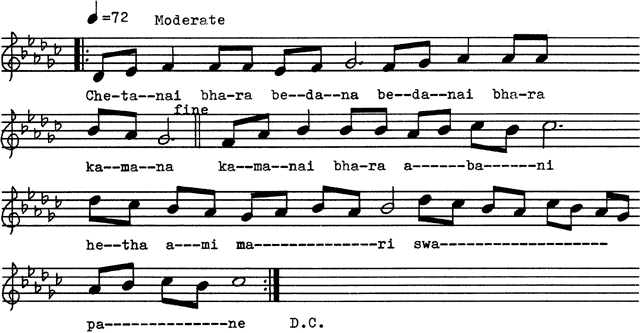 ♩=72 Moderate
Che-ta--nai bha-ra be--da--na be--da--nai bha-ra
fine
ka--ma--na ka--ma--nai bha--ra a------ba------ni
he--tha a---mi ma--------------ri swa--------------------
pa--------------ne D.C.